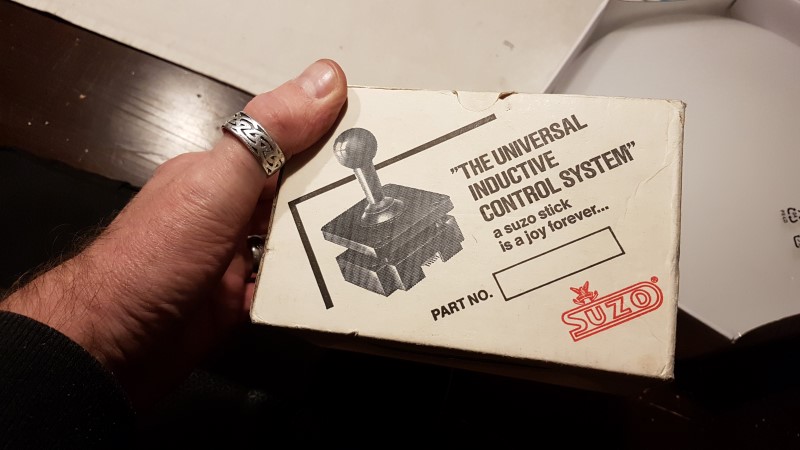 "THE UNIVERSAL
INDUCTIVE
CONTROL SYSTEM"
a suzo stick
is a joy forever...
PART NO.
SUZO®